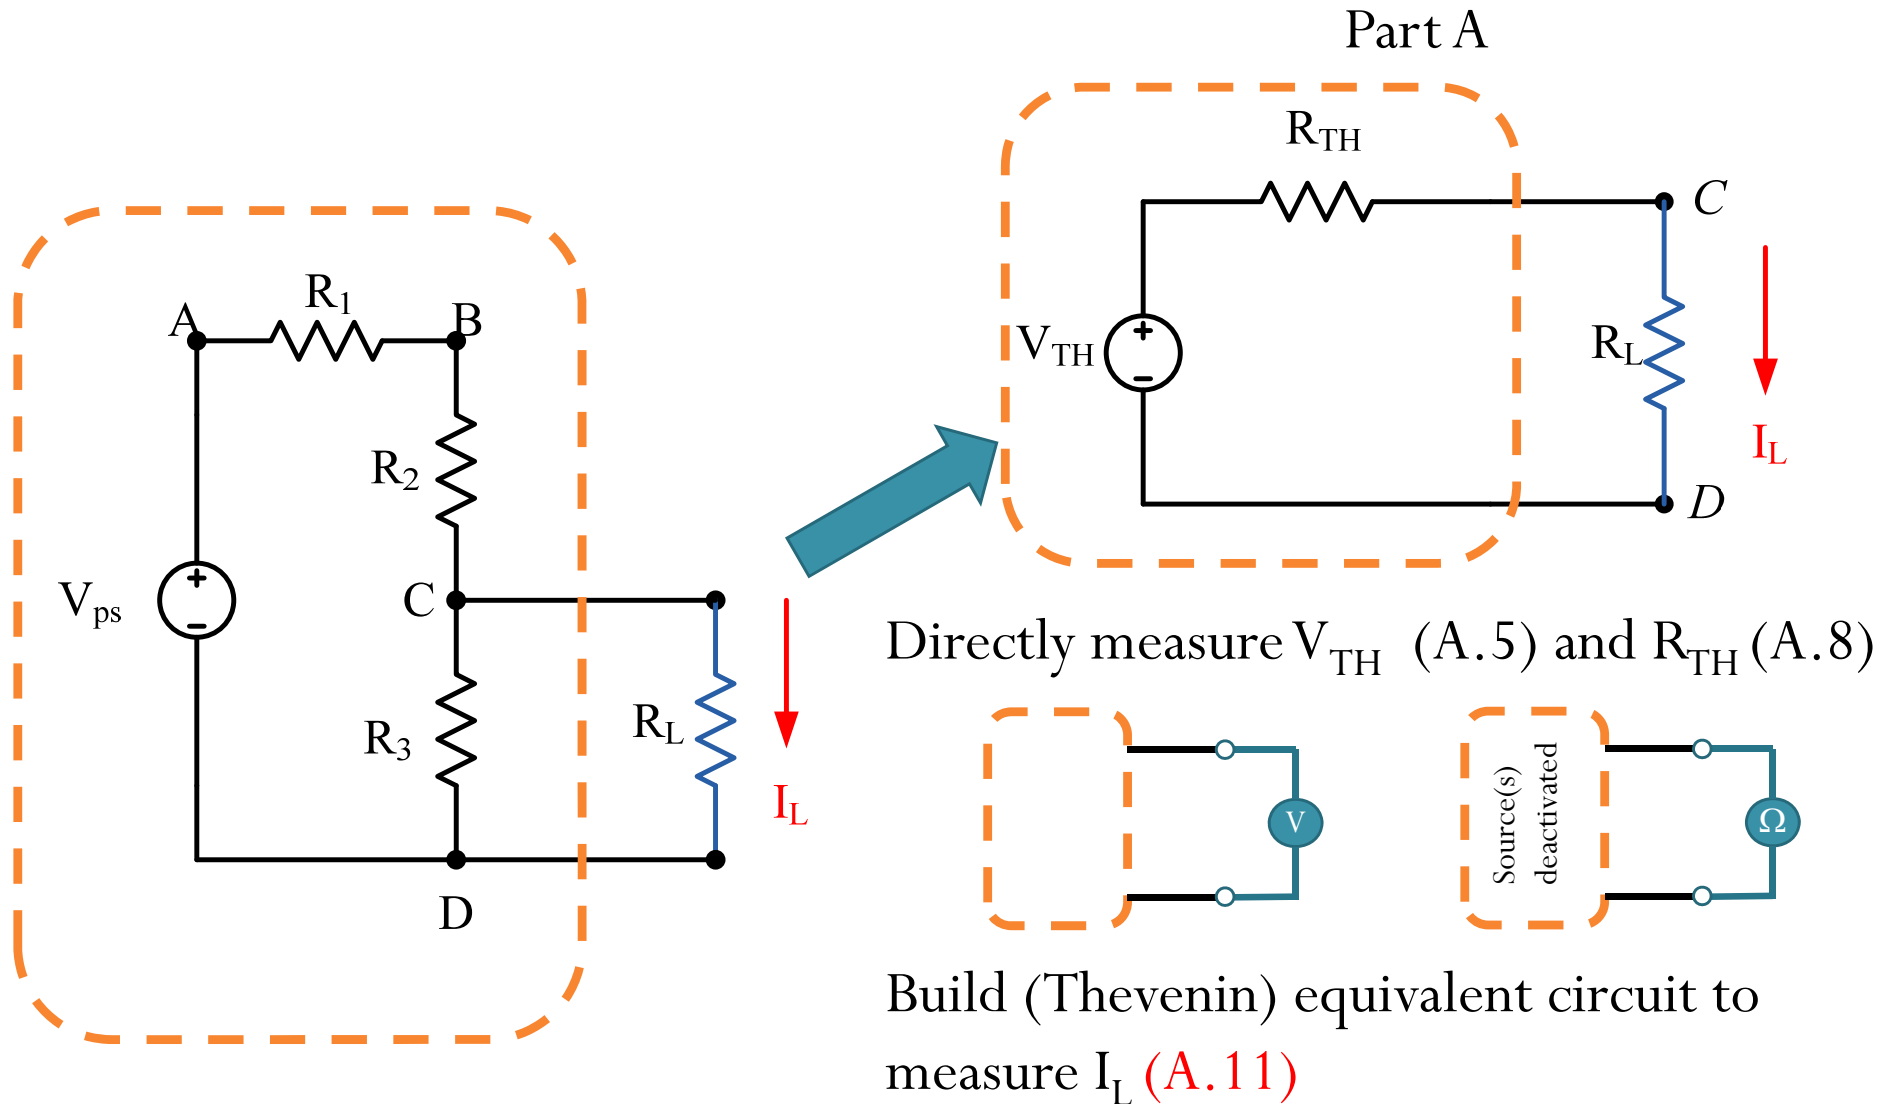 Part A
R_TH
C
V_TH
R_L
I_L
D
A
R_1
B
R_2
V_ps
C
R_3
R_L
I_L
D
Directly measure V_TH (A.5) and R_TH (A.8)
V
Source(s)
deactivated
Ω
Build (Thevenin) equivalent circuit to
measure I_L (A.11)